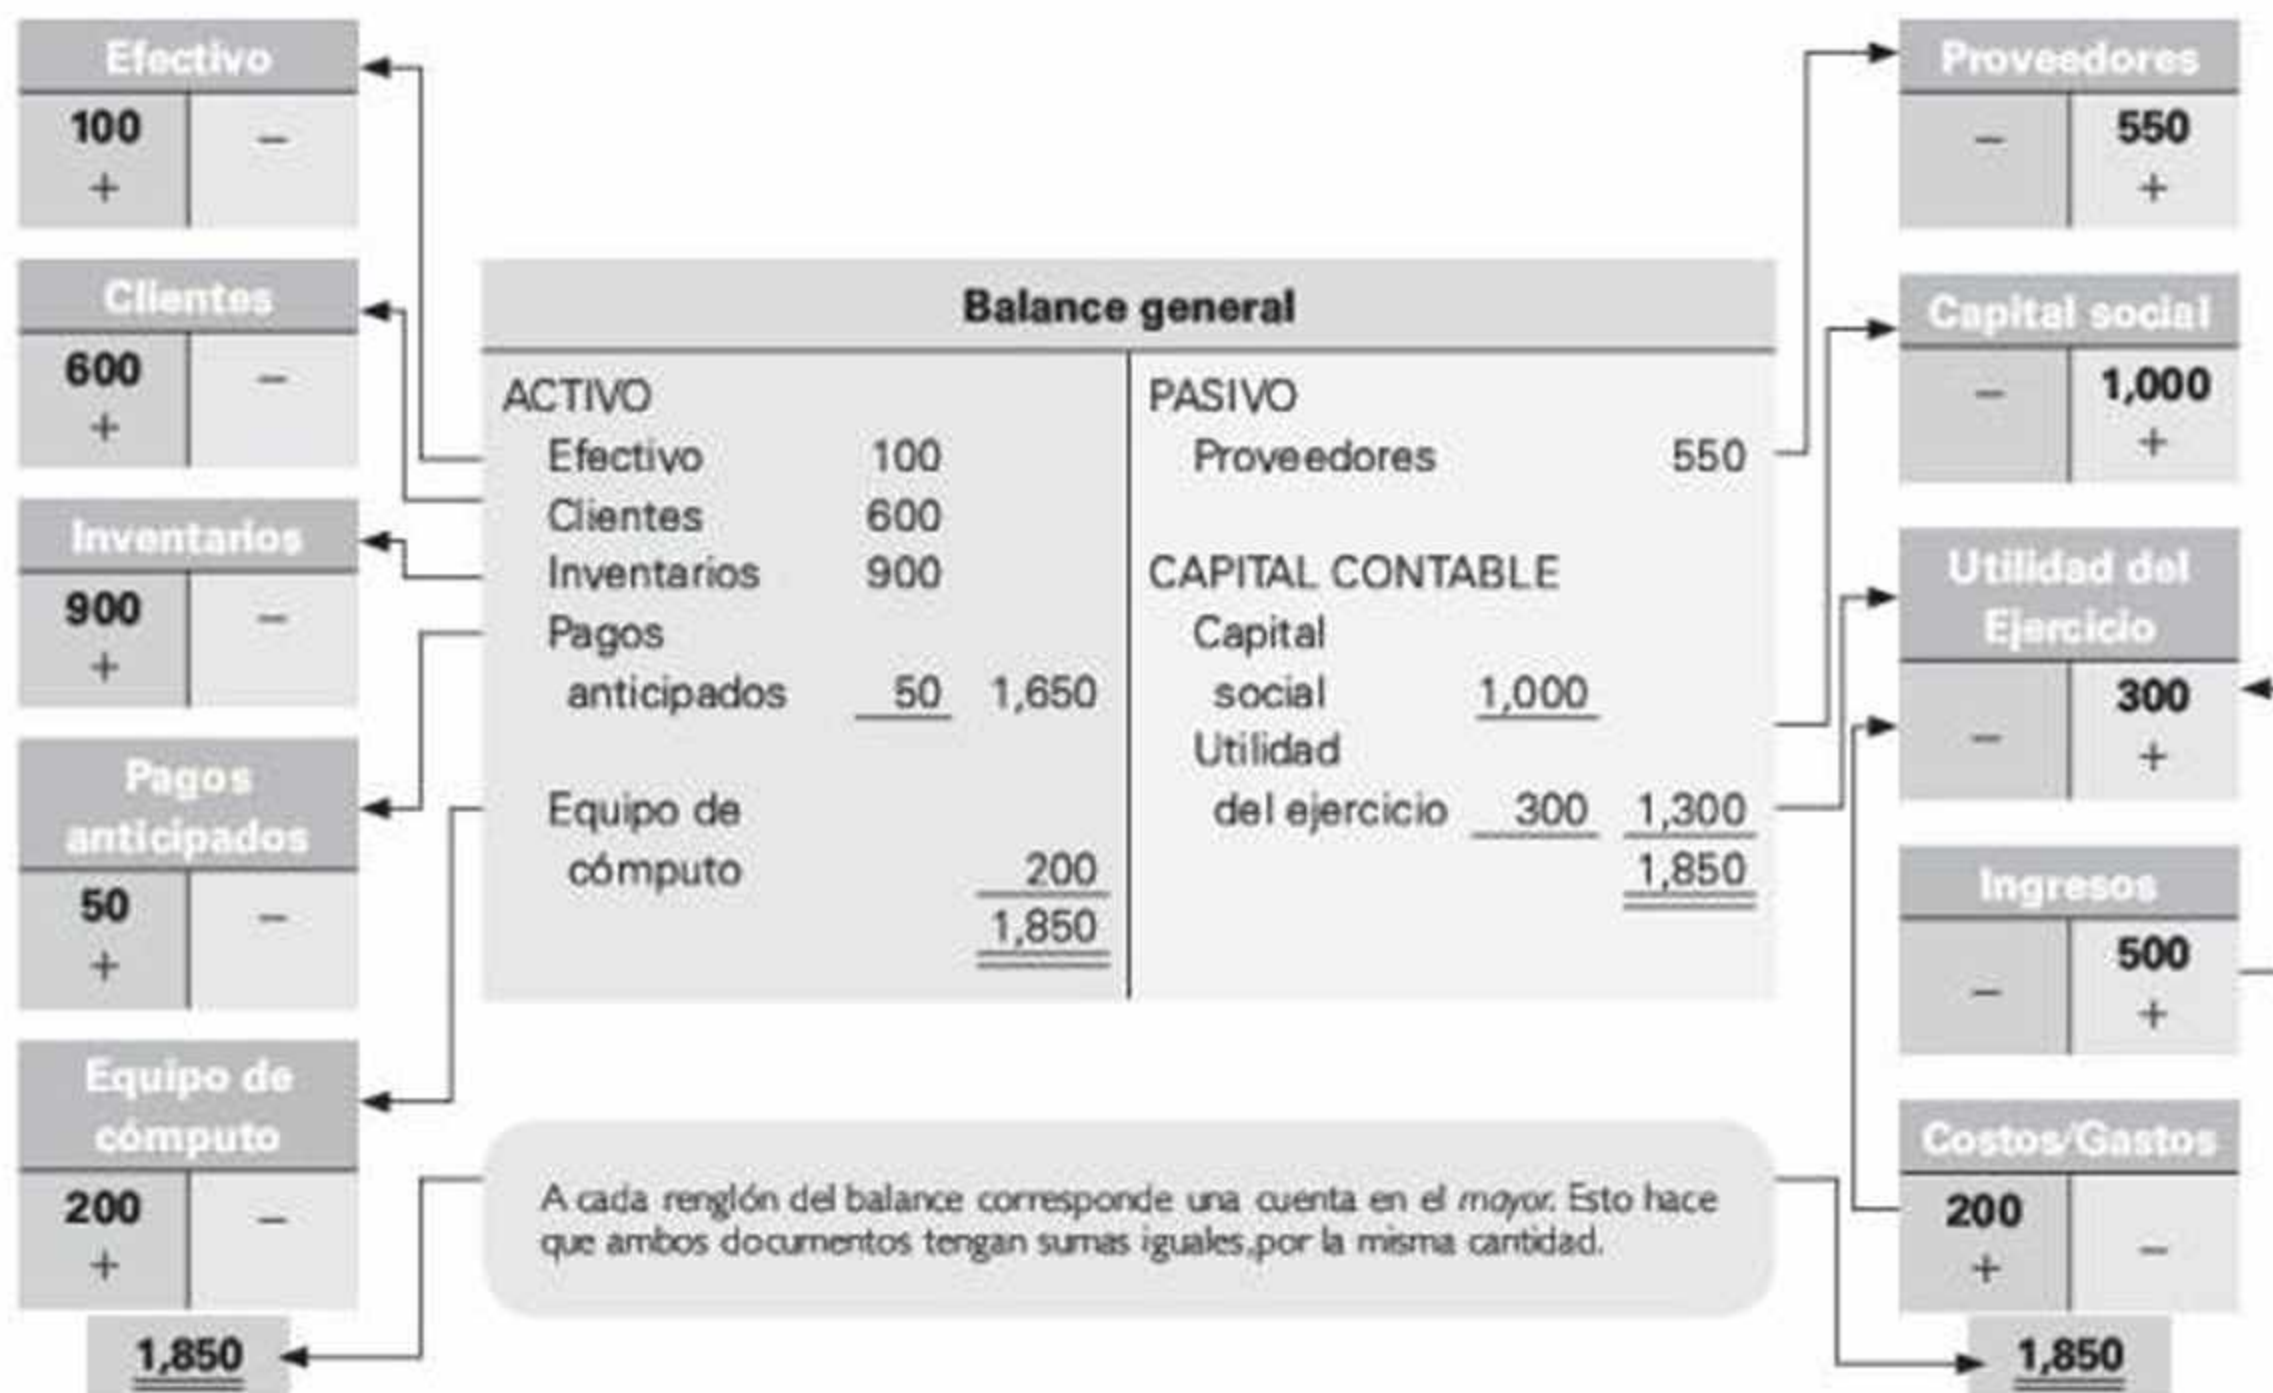 Efectivo
100 –
+
Clientes
600 –
+
Inventarios
900 –
+
Pagos
anticipados
50 –
+
Equipo de
cómputo
200 –
+
1,850
Balance general
ACTIVO
Efectivo 100
Clientes 600
Inventarios 900
Pagos
anticipados 50 1,650
Equipo de
cómputo 200
1,850
PASIVO
Proveedores 550
CAPITAL CONTABLE
Capital
social 1,000
Utilidad
del ejercicio 300 1,300
1,850
A cada renglón del balance corresponde una cuenta en el mayor. Esto hace
que ambos documentos tengan sumas iguales,por la misma cantidad.
Proveedores
– 550
+
Capital social
– 1,000
+
Utilidad del
Ejercicio
– 300
+
Ingresos
– 500
+
Costos/Gastos
200 –
+
1,850